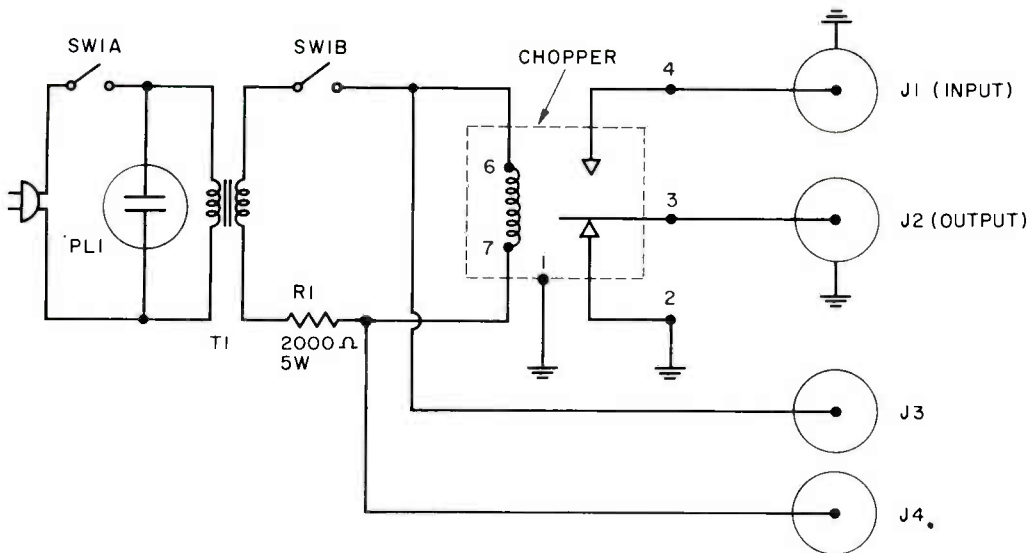 SW1A
SW1B
CHOPPER
4
J1 (INPUT)
6
3
J2 (OUTPUT)
PL1
7
1
2
R1
T1
2000 Ω
5W
J3
J4.